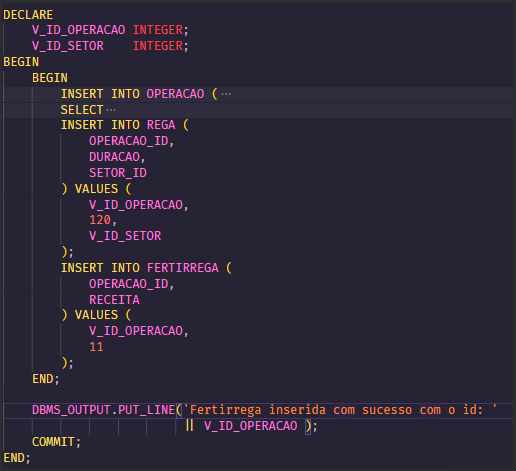 DECLARE
V_ID_OPERACAO INTEGER;
V_ID_SETOR    INTEGER;
BEGIN
BEGIN
INSERT INTO OPERACAO (···
SELECT···
INSERT INTO REGA (
OPERACAO_ID,
DURACAO,
SETOR_ID
) VALUES (
V_ID_OPERACAO,
120,
V_ID_SETOR
);
INSERT INTO FERTIRREGA (
OPERACAO_ID,
RECEITA
) VALUES (
V_ID_OPERACAO,
11
);
END;
DBMS_OUTPUT.PUT_LINE('Fertirrega inserida com sucesso com o id: '
|| V_ID_OPERACAO );
COMMIT;
END;